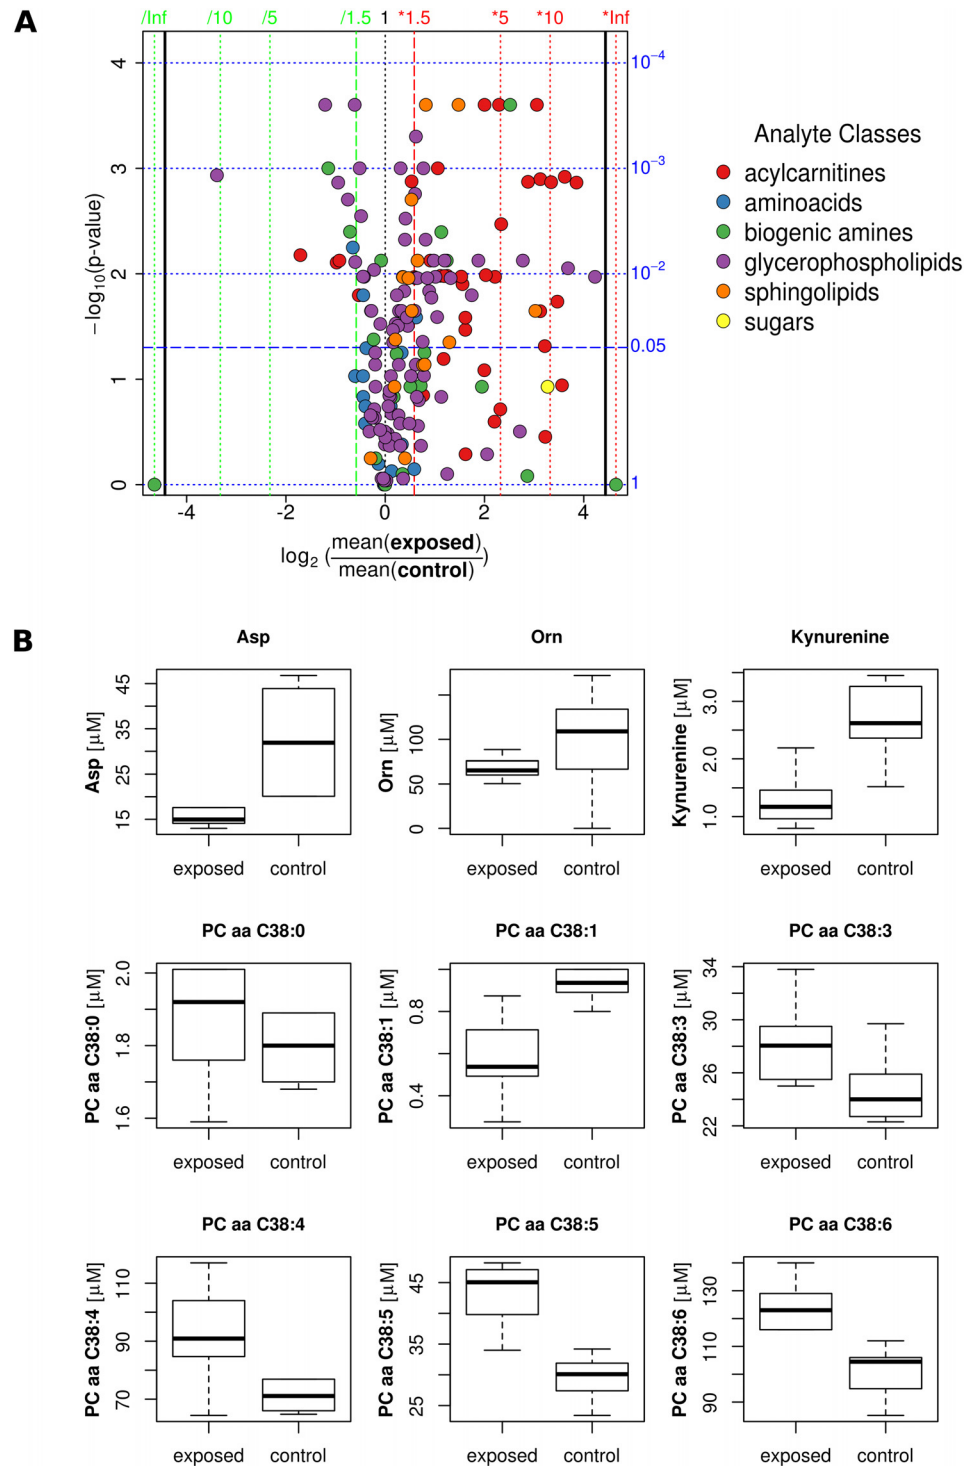 A
/Inf /10 /5 /1.5 1 *1.5 *5 *10 *Inf
4 10⁻⁴
3 10⁻³
2 10⁻²
0.05
1
0 1
−log₁₀(p-value)
-4 -2 0 2 4
log₂ (mean(exposed)
mean(control))
Analyte Classes
acylcarnitines
aminoacids
biogenic amines
glycerophospholipids
sphingolipids
sugars
B
Asp
Asp [µM]
45
35
25
15
exposed control
Orn
Orn [µM]
100
50
0
exposed control
Kynurenine
Kynurenine [µM]
3.0
2.0
1.0
exposed control
PC aa C38:0
PC aa C38:0 [µM]
2.0
1.8
1.6
exposed control
PC aa C38:1
PC aa C38:1 [µM]
0.8
0.4
exposed control
PC aa C38:3
PC aa C38:3 [µM]
34
30
26
22
exposed control
PC aa C38:4
PC aa C38:4 [µM]
110
90
70
exposed control
PC aa C38:5
PC aa C38:5 [µM]
45
35
25
exposed control
PC aa C38:6
PC aa C38:6 [µM]
130
110
90
exposed control